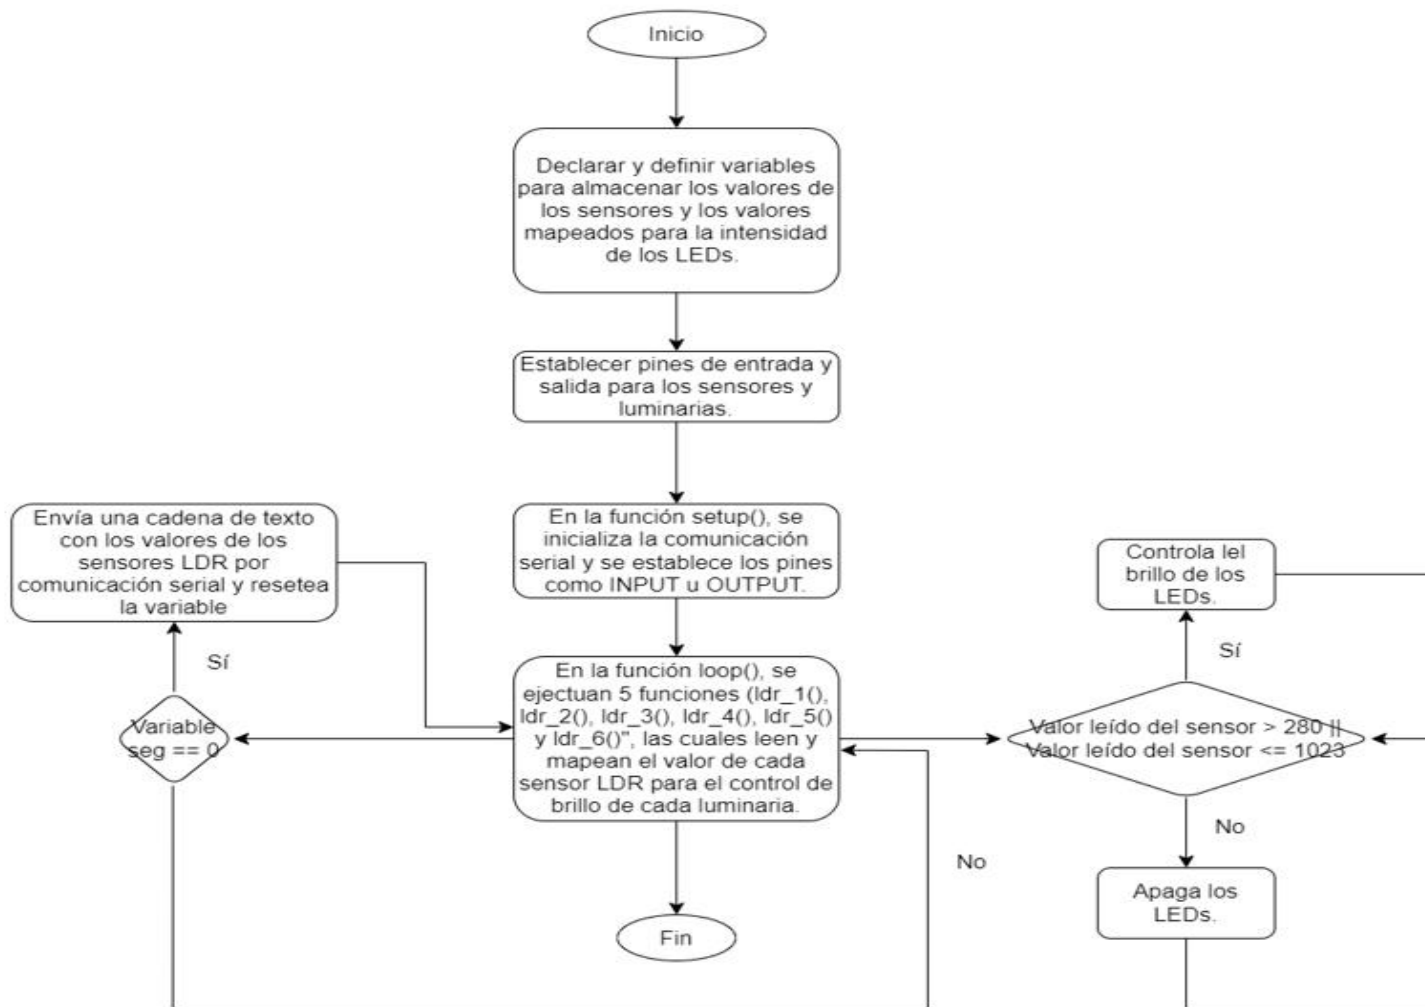 Inicio
Declarar y definir variables
para almacenar los valores de
los sensores y los valores
mapeados para la intensidad
de los LEDs.
Establecer pines de entrada y
salida para los sensores y
luminarias.
En la función setup(), se
inicializa la comunicación
serial y se establece los pines
como INPUT u OUTPUT.
Envía una cadena de texto
con los valores de los
sensores LDR por
comunicación serial y resetea
la variable
Sí
Variable
seg == 0
En la función loop(), se
ejectuan 5 funciones (ldr_1(),
ldr_2(), ldr_3(), ldr_4(), ldr_5()
y ldr_6()", las cuales leen y
mapean el valor de cada
sensor LDR para el control de
brillo de cada luminaria.
Controla lel
brillo de los
LEDs.
Sí
Valor leído del sensor > 280 ||
Valor leído del sensor <= 1023
No
No
Apaga los
LEDs.
Fin